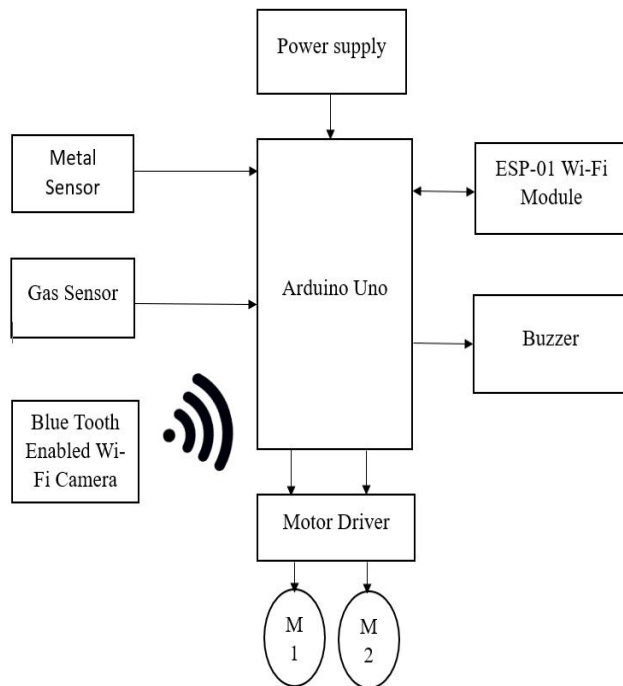 Power supply
Metal
Sensor
ESP-01 Wi-Fi
Module
Gas Sensor
Arduino Uno
Buzzer
Blue Tooth
Enabled Wi-
Fi Camera
Motor Driver
M
1
M
2